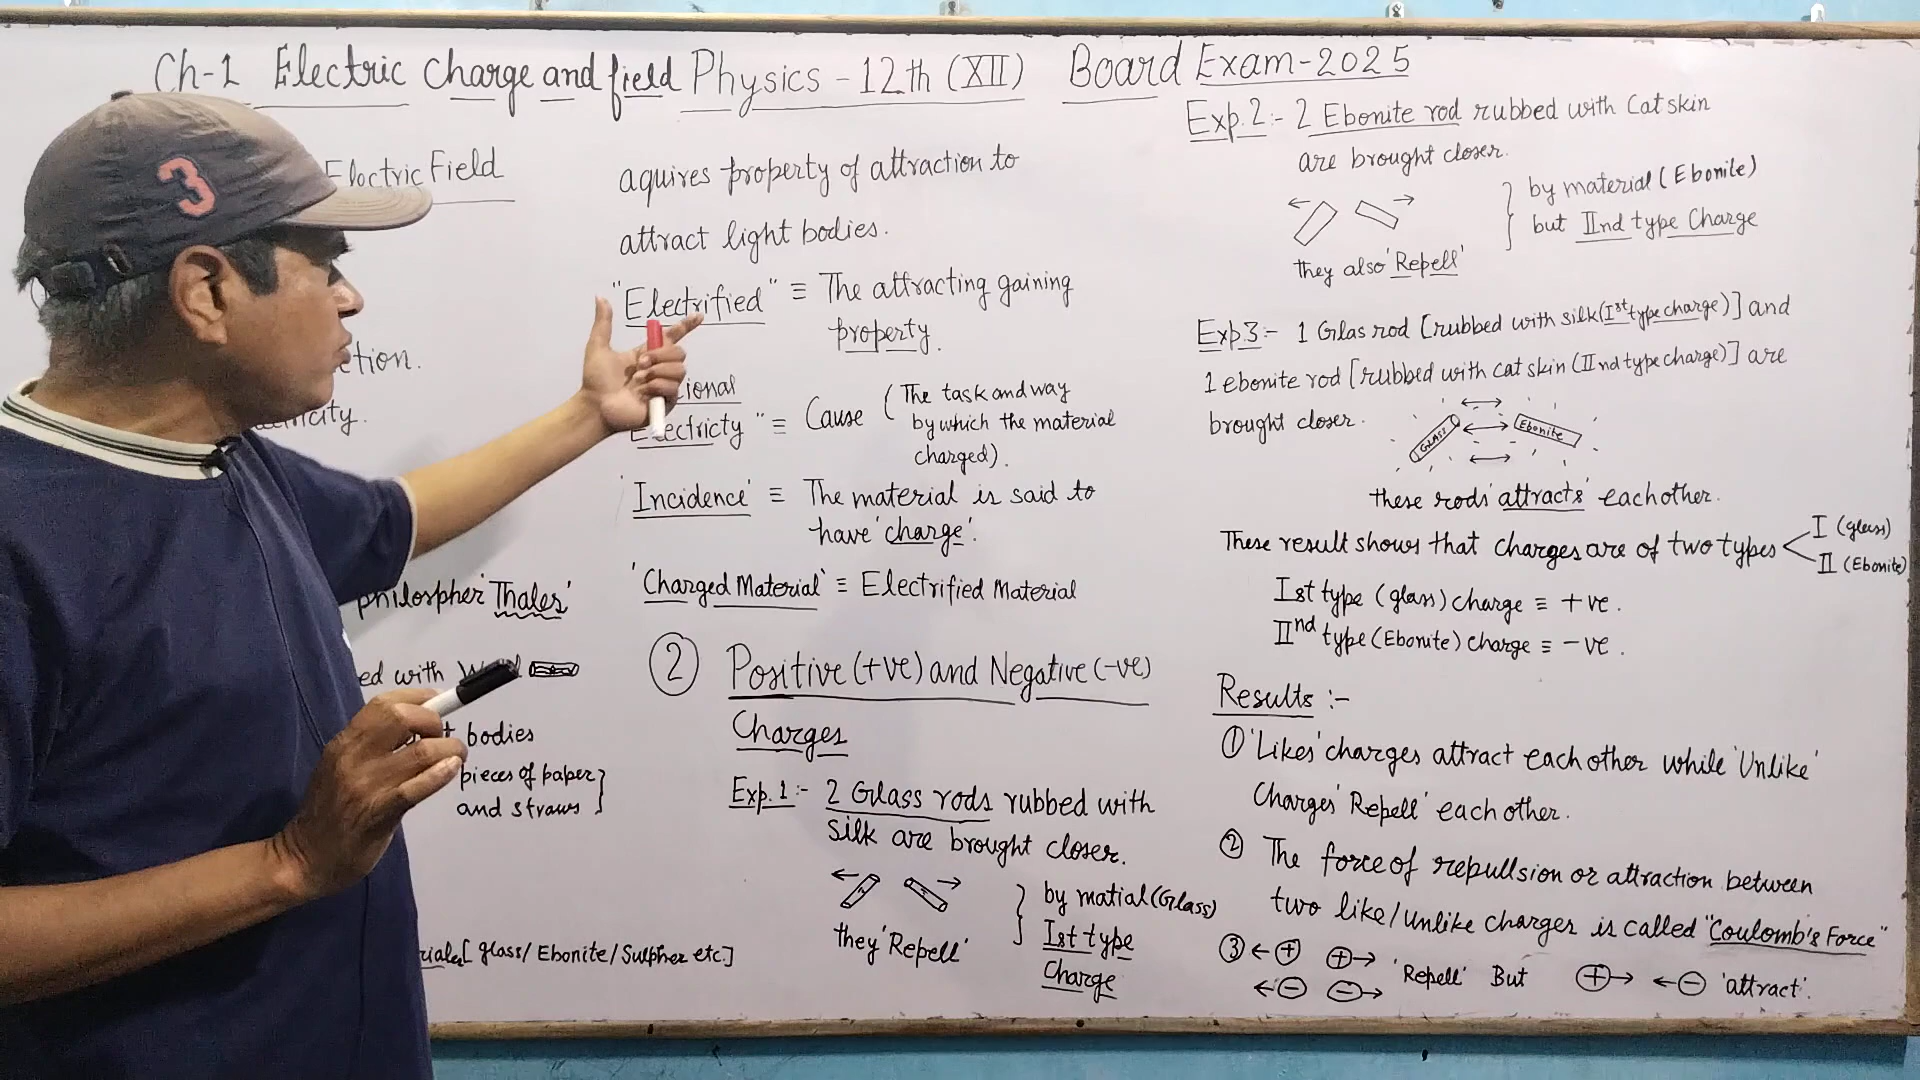 Ch-1 Electric Charge and field Physics - 12th (XII) Board Exam-2025
3
Electric Field
ction.
city.
philospher 'Thales'
ed with
bodies
pieces of paper
and straws
rials [glass/Ebonite/Sulpher etc.]
aquires property of attraction to
attract light bodies.
"Electrified" ≡ The attracting gaining
property.
ional
Electricty" ≡ Cause (The task and way
by which the material
charged).
'Incidence' ≡ The material is said to
have 'charge'.
'Charged Material' ≡ Electrified Material
② Positive (+ve) and Negative (-ve)
Charges
Exp. 1 :- 2 Glass rods rubbed with
silk are brought closer.
they 'Repell'
by matial (Glass)
Ist type
Charge
Exp. 2 :- 2 Ebonite rod rubbed with Cat skin
are brought closer.
they also 'Repell'
by material (Ebonite)
but IInd type Charge
Exp 3 :- 1 Glas rod [rubbed with silk (Ist type charge)] and
1 ebonite rod [rubbed with cat skin (IInd type charge)] are
brought closer.
GLASS
Ebonite
these rods 'attracts' each other.
These result shows that charges are of two types
I (glass)
II (Ebonite)
Ist type (glass) charge ≡ +ve.
IInd type (Ebonite) charge ≡ -ve.
Results :-
① 'Likes' charges attract each other while 'Unlike'
Charges 'Repell' each other.
② The force of repullsion or attraction between
two like/unlike charges is called "Coulomb's Force"
③ ← ⊕ ⊕ → 'Repell' But ⊕ → ← ⊖ 'attract'.
← ⊖ ⊖ →